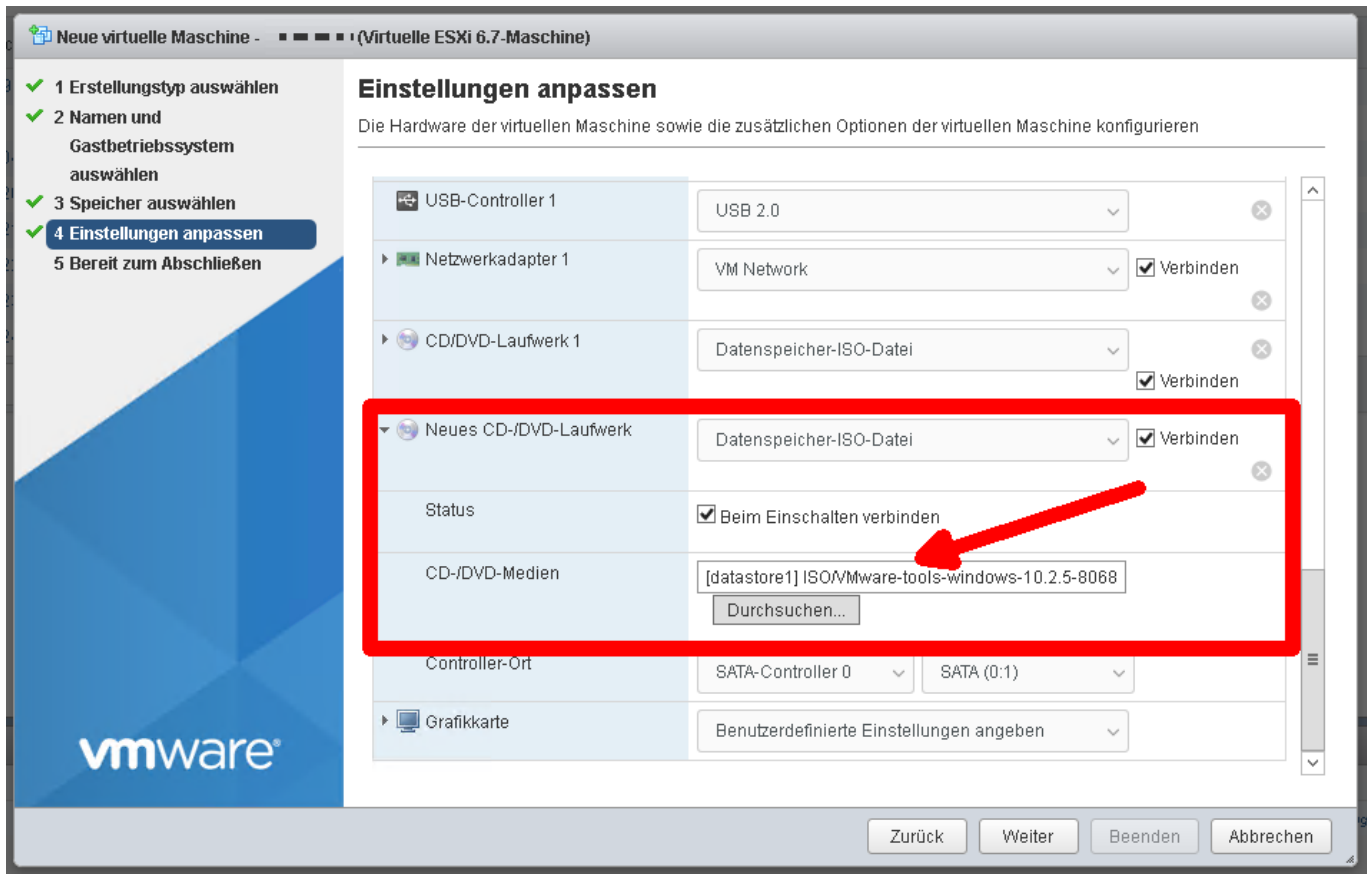 Neue virtuelle Maschine - (Virtuelle ESXi 6.7-Maschine)
1 Erstellungstyp auswählen
2 Namen und
Gastbetriebssystem
auswählen
3 Speicher auswählen
4 Einstellungen anpassen
5 Bereit zum Abschließen
vmware®
Einstellungen anpassen
Die Hardware der virtuellen Maschine sowie die zusätzlichen Optionen der virtuellen Maschine konfigurieren
USB-Controller 1 USB 2.0
Netzwerkadapter 1 VM Network Verbinden
CD/DVD-Laufwerk 1 Datenspeicher-ISO-Datei
Verbinden
Neues CD-/DVD-Laufwerk Datenspeicher-ISO-Datei Verbinden
Status Beim Einschalten verbinden
CD-/DVD-Medien [datastore1] ISO/VMware-tools-windows-10.2.5-8068
Durchsuchen...
Controller-Ort SATA-Controller 0 SATA (0:1)
Grafikkarte Benutzerdefinierte Einstellungen angeben
Zurück Weiter Beenden Abbrechen